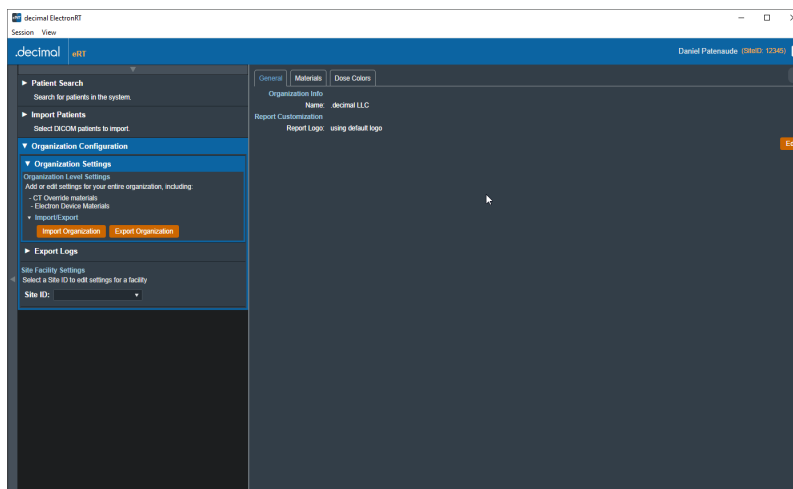 eRT decimal ElectronRT
Session View
.decimal eRT
Daniel Patenaude (SiteID: 12345)
▶ Patient Search
Search for patients in the system.
▶ Import Patients
Select DICOM patients to import.
▼ Organization Configuration
▼ Organization Settings
Organization Level Settings
Add or edit settings for your entire organization, including:
- CT Override materials
- Electron Device Materials
▾ Import/Export
Import Organization Export Organization
▶ Export Logs
Site Facility Settings
Select a Site ID to edit settings for a facility
Site ID:
General Materials Dose Colors
Organization Info
Name: .decimal LLC
Report Customization
Report Logo: using default logo